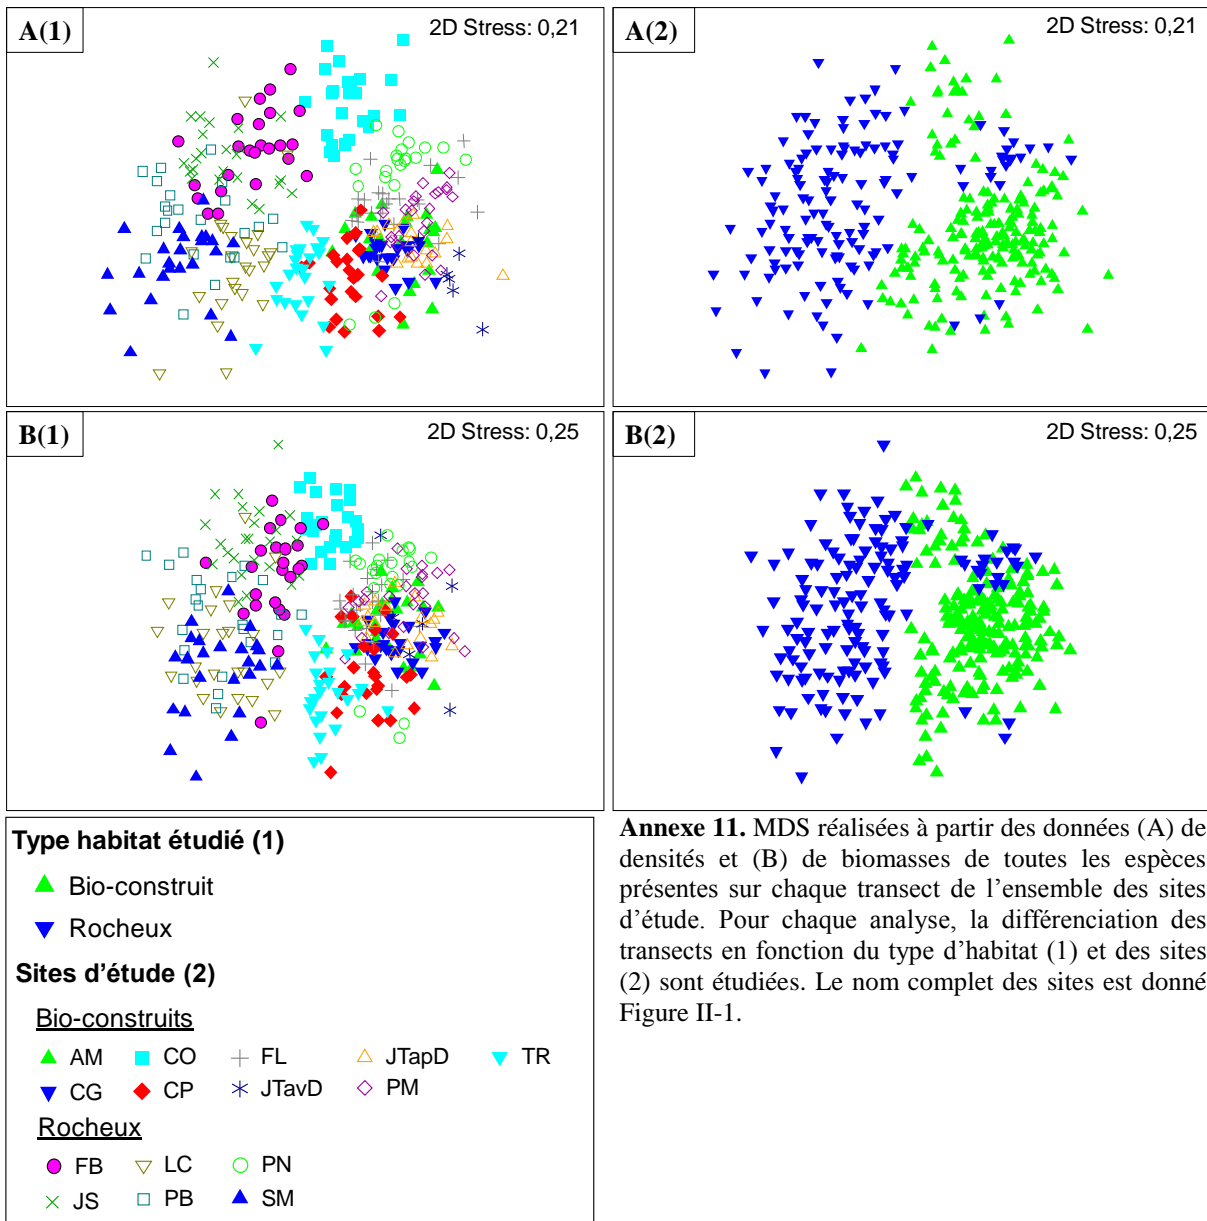 A(1)
2D Stress: 0,21
A(2)
2D Stress: 0,21
B(1)
2D Stress: 0,25
B(2)
2D Stress: 0,25
Type habitat étudié (1)
Bio-construit
Rocheux
Sites d'étude (2)
Bio-construits
AM CO FL JTapD TR
CG CP JTavD PM
Rocheux
FB LC PN
JS PB SM
Annexe 11. MDS réalisées à partir des données (A) de
densités et (B) de biomasses de toutes les espèces
présentes sur chaque transect de l'ensemble des sites
d'étude. Pour chaque analyse, la différenciation des
transects en fonction du type d'habitat (1) et des sites
(2) sont étudiées. Le nom complet des sites est donné
Figure II-1.